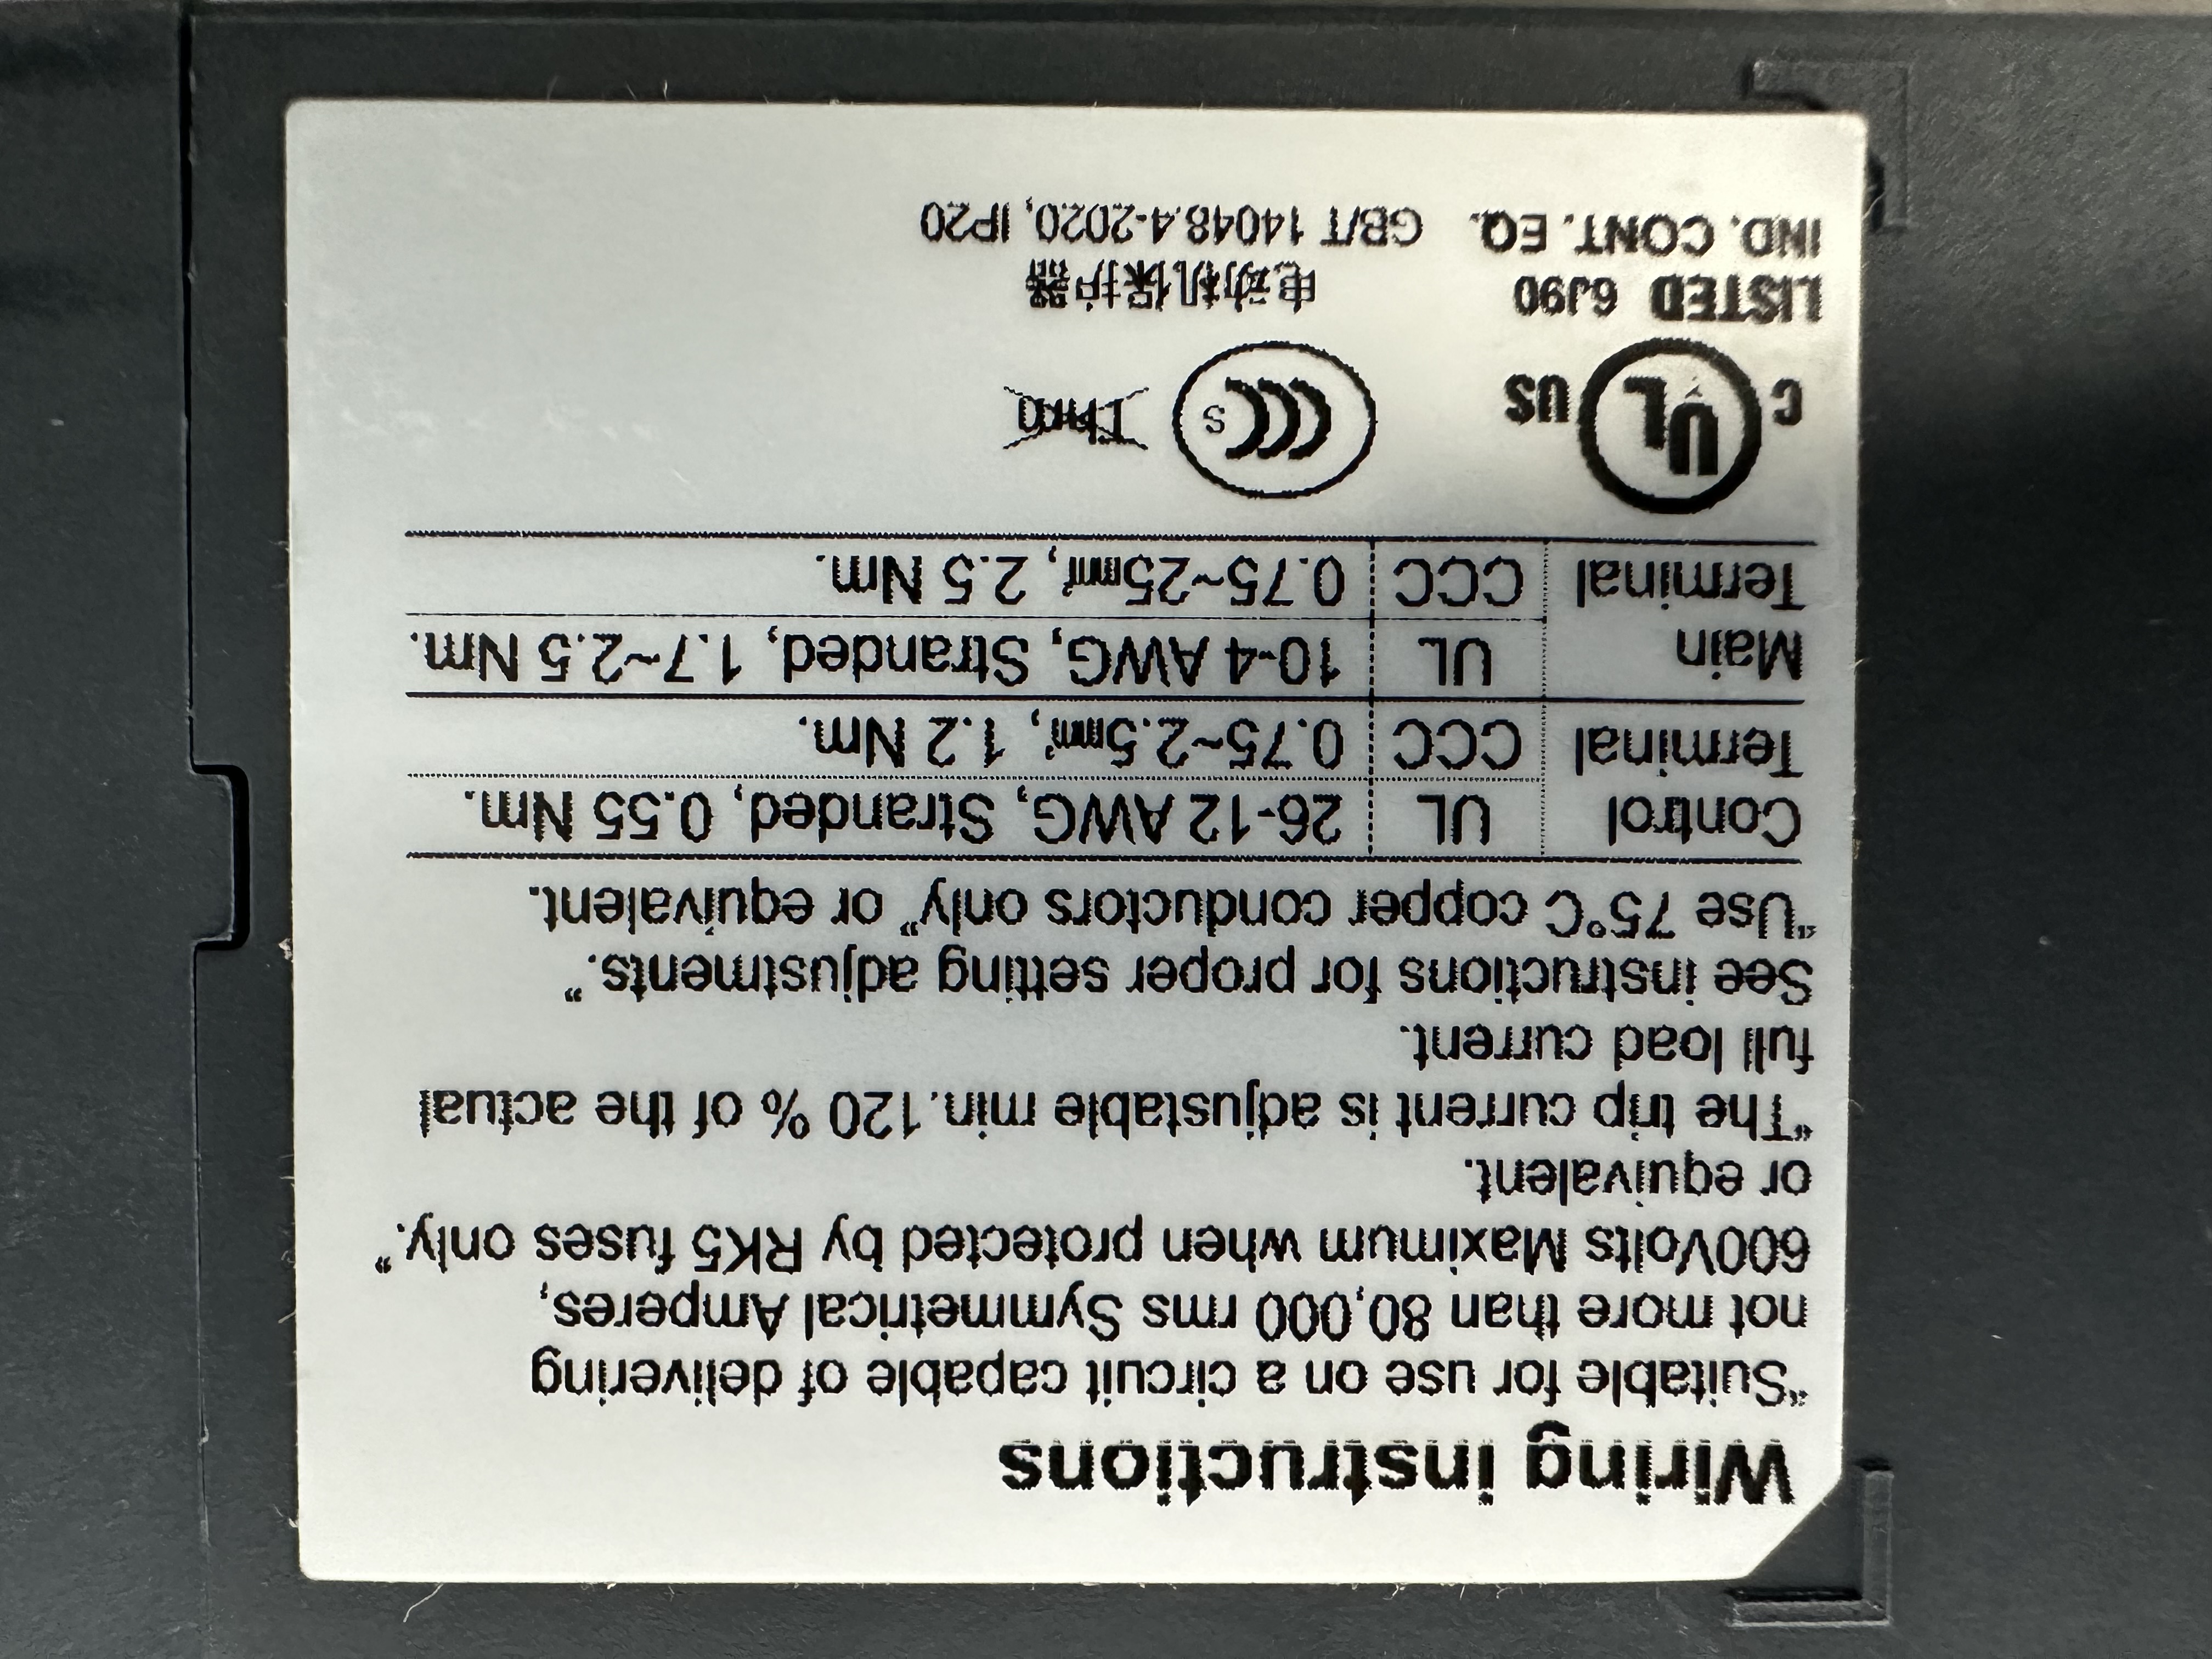 Wiring instructions
"Suitable for use on a circuit capable of delivering
not more than 80,000 rms Symmetrical Amperes,
600Volts Maximum when protected by RK5 fuses only."
or equivalent.
"The trip current is adjustable min.120 % of the actual
full load current.
See instructions for proper setting adjustments."
"Use 75°C copper conductors only" or equivalent.
Control Terminal UL 26-12 AWG, Stranded, 0.55 Nm.
CCC 0.75~2.5㎟, 1.2 Nm.
Main Terminal UL 10-4 AWG, Stranded, 1.7~2.5 Nm.
CCC 0.75~25㎟, 2.5 Nm.
C UL US CCC S
LISTED 6J90 电动机保护器
IND. CONT. EQ. GB/T 14048.4-2020, IP20